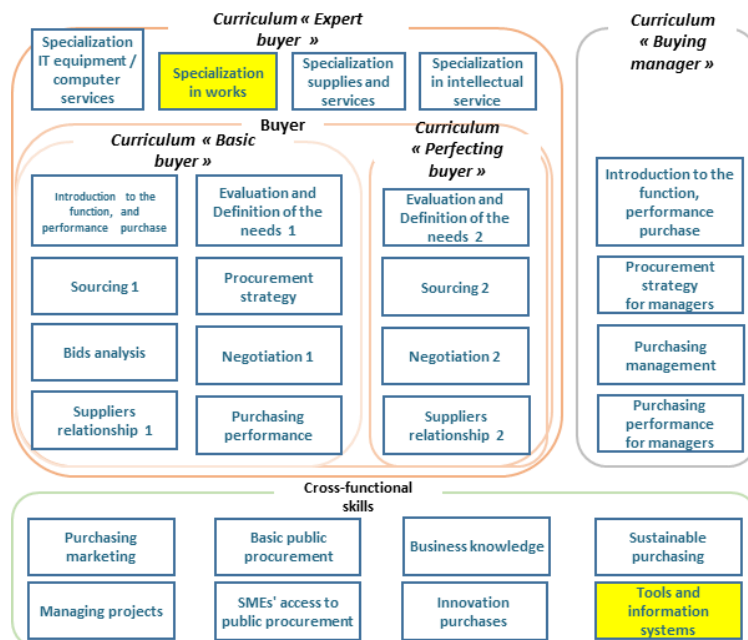 Curriculum « Expert
buyer »
Specialization
IT equipment /
computer
services
Specialization
in works
Specialization
supplies and
services
Specialization
in intellectual
service
Curriculum
« Buying
manager »
Buyer
Curriculum « Basic
buyer »
Curriculum
« Perfecting
buyer »
Introduction to the
function, and
performance purchase
Evaluation and
Definition of the
needs 1
Evaluation and
Definition of the
needs 2
Introduction to the
function,
performance
purchase
Sourcing 1
Procurement
strategy
Sourcing 2
Procurement
strategy
for managers
Bids analysis
Negotiation 1
Negotiation 2
Purchasing
management
Suppliers
relationship 1
Purchasing
performance
Suppliers
relationship 2
Purchasing
performance
for managers
Cross-functional
skills
Purchasing
marketing
Basic public
procurement
Business knowledge
Sustainable
purchasing
Managing projects
SMEs' access to
public procurement
Innovation
purchases
Tools and
information
systems